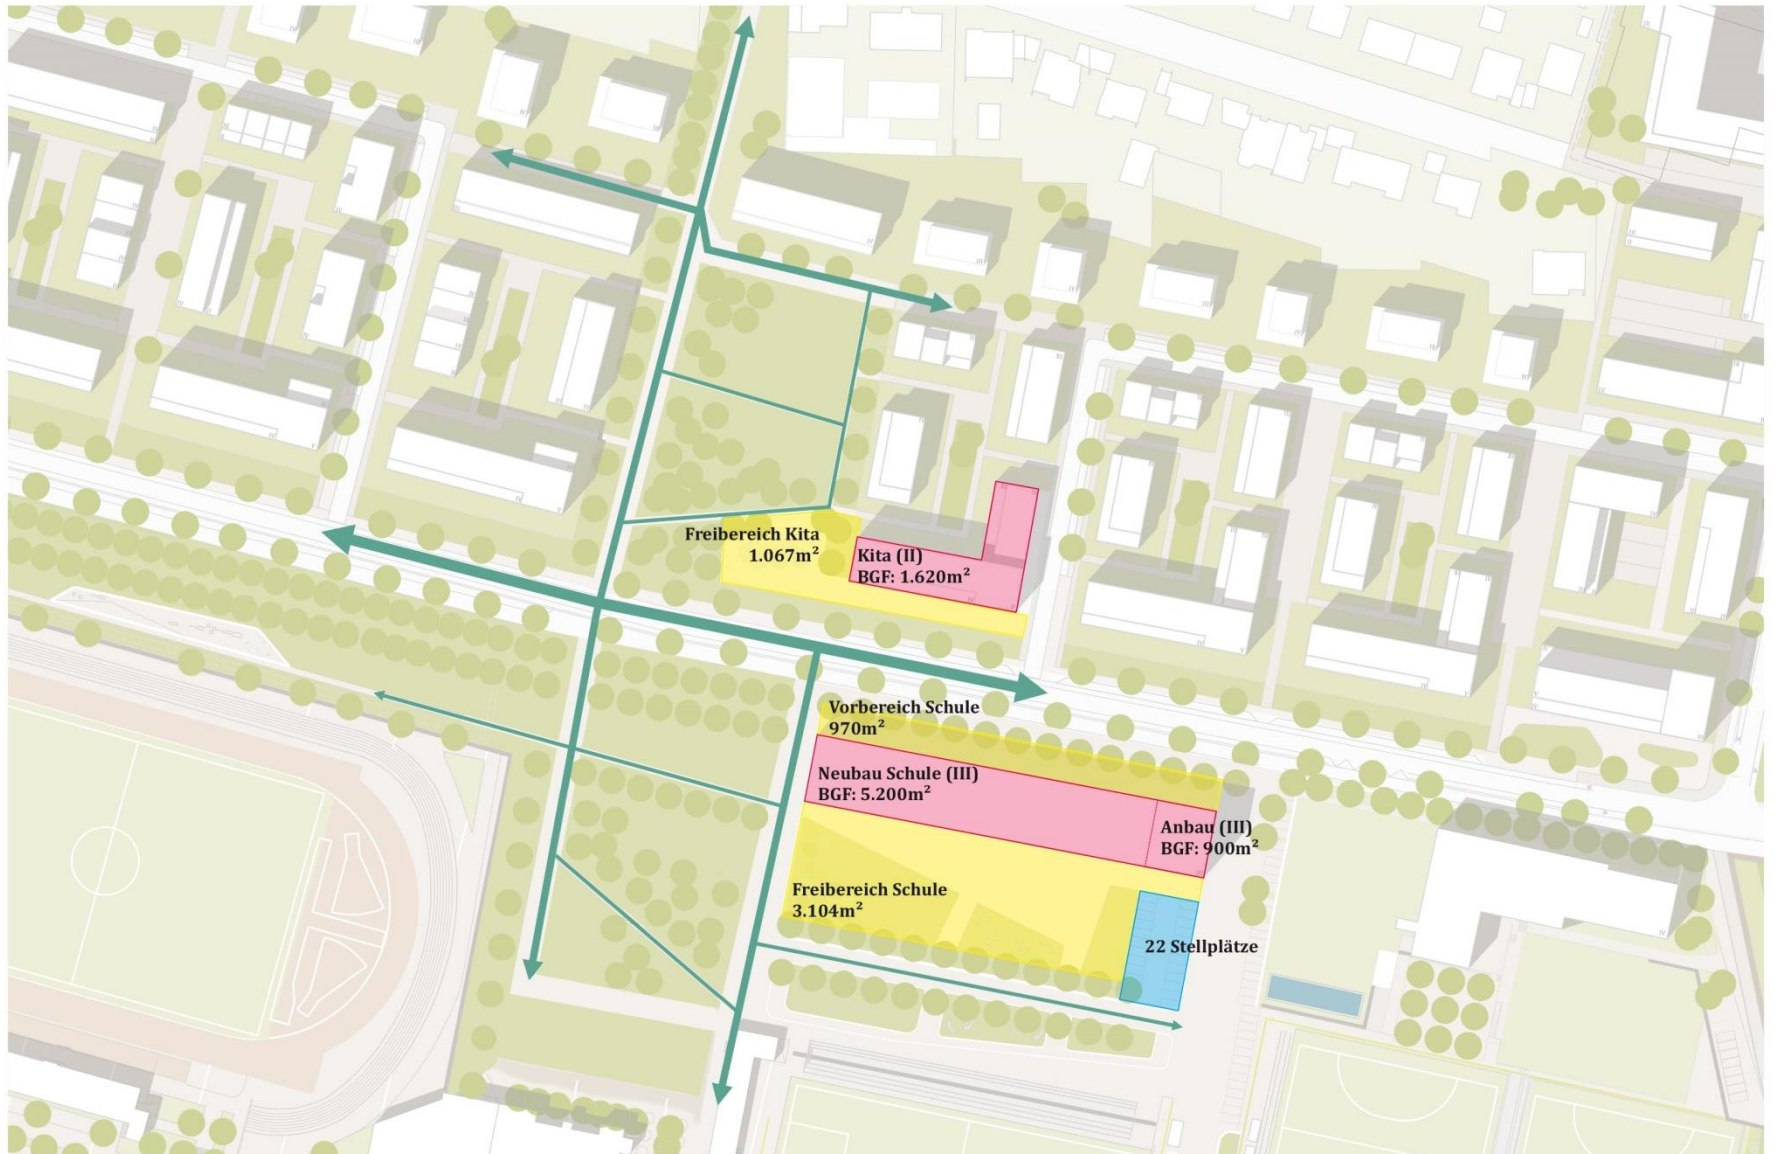 Freibereich Kita
1.067m²
Kita (II)
BGF: 1.620m²
Vorbereich Schule
970m²
Neubau Schule (III)
BGF: 5.200m²
Anbau (III)
BGF: 900m²
Freibereich Schule
3.104m²
22 Stellplätze